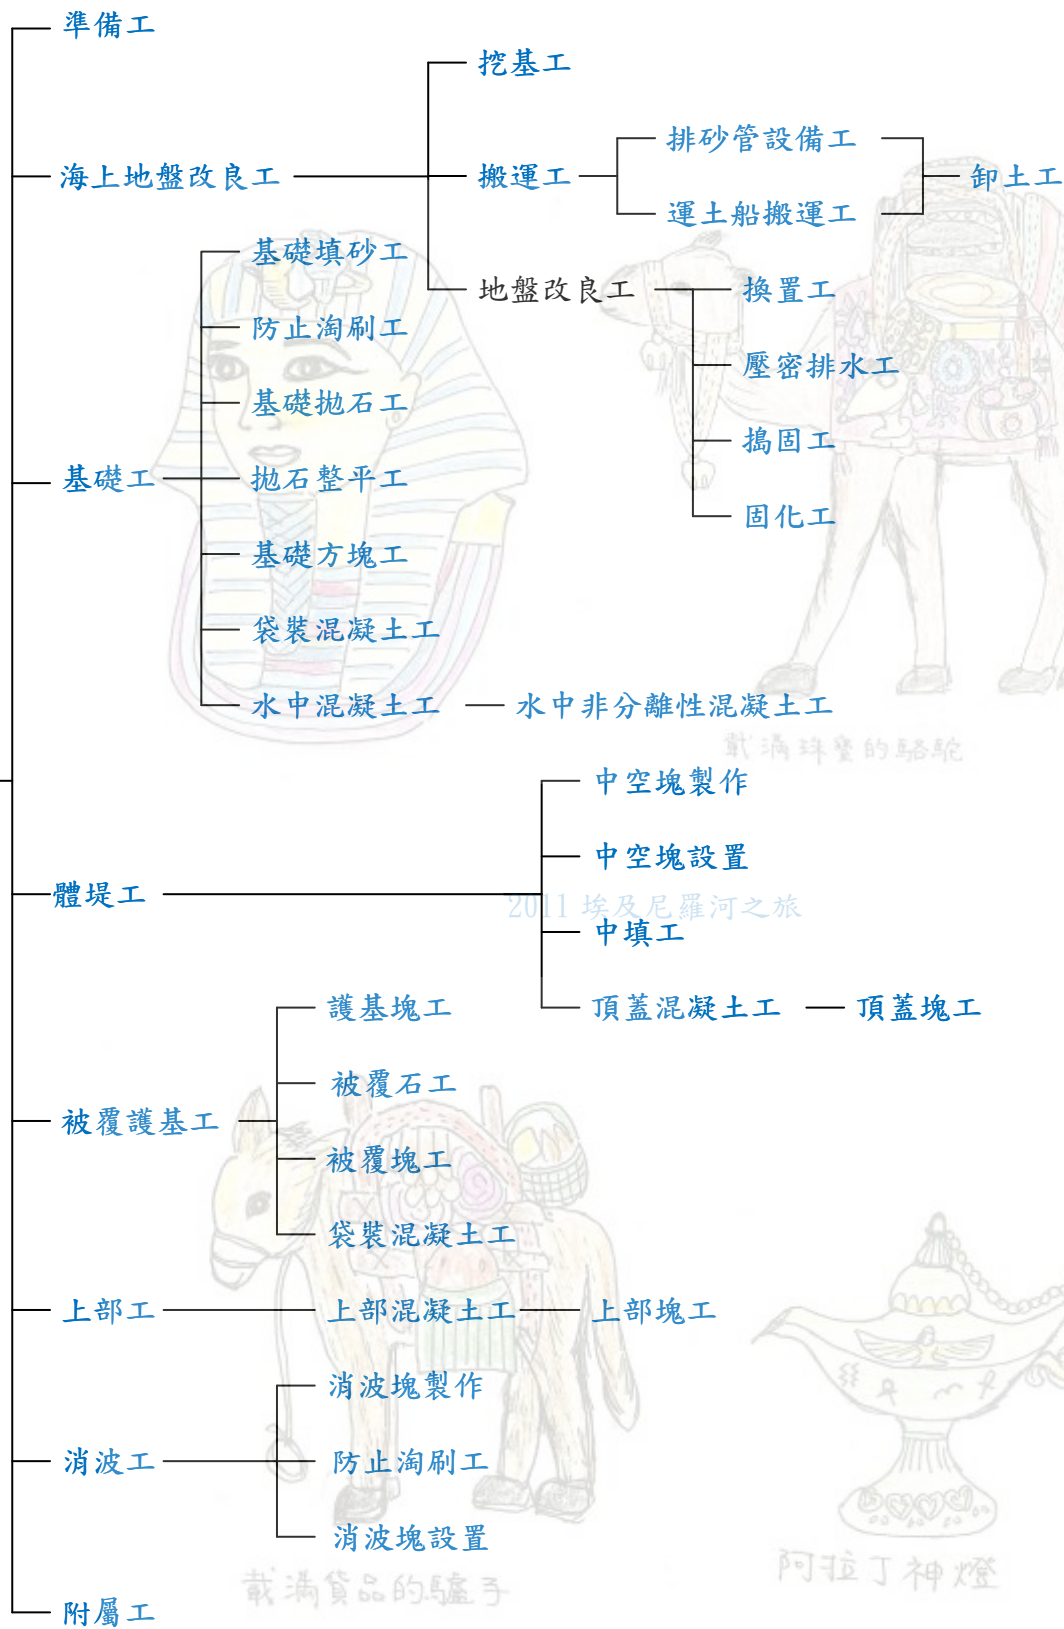 準備工
挖基工
排砂管設備工
海上地盤改良工
搬運工
卸土工
運土船搬運工
基礎填砂工
地盤改良工
換置工
防止淘刷工
壓密排水工
基礎拋石工
搗固工
基礎工
拋石整平工
固化工
基礎方塊工
袋裝混凝土工
水中混凝土工
水中非分離性混凝土工
載滿珠寶的駱駝
中空塊製作
中空塊設置
體堤工
2011 埃及尼羅河之旅
中填工
護基塊工
頂蓋混凝土工
頂蓋塊工
被覆石工
被覆護基工
被覆塊工
袋裝混凝土工
上部工
上部混凝土工
上部塊工
消波塊製作
消波工
防止淘刷工
消波塊設置
阿拉丁神燈
載滿貨品的驢子
附屬工